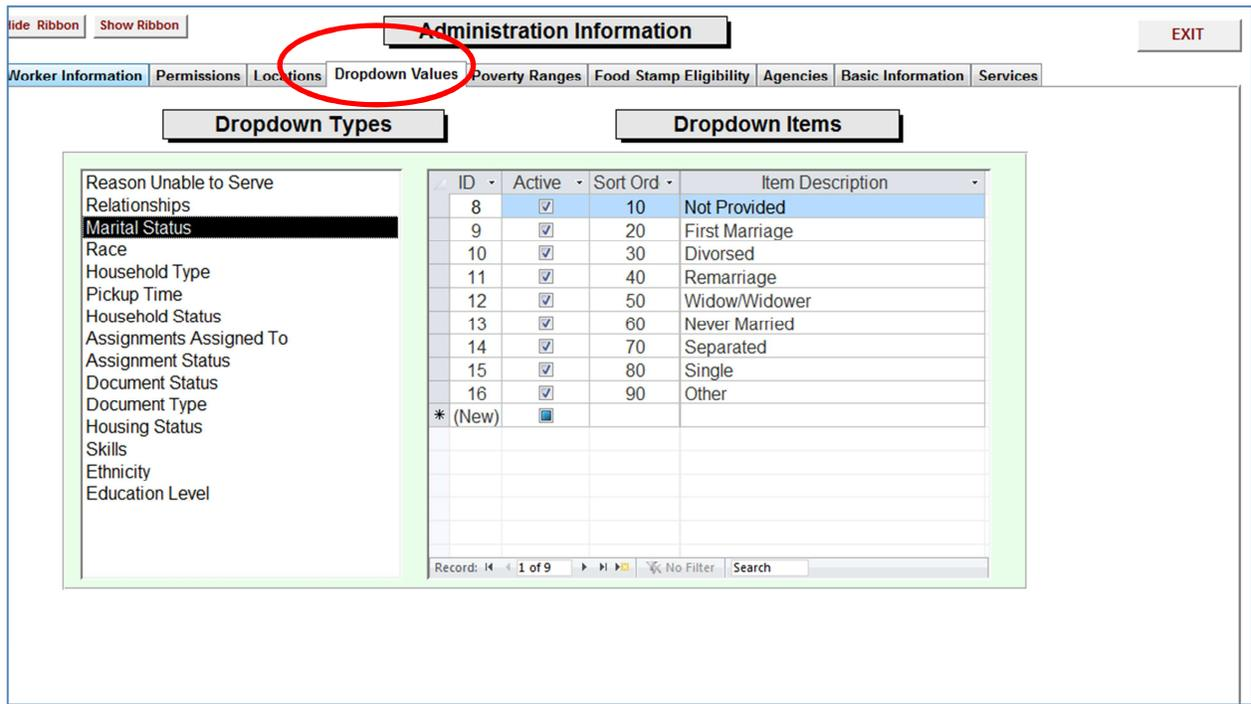 lide Ribbon Show Ribbon
Administration Information
EXIT
Worker Information Permissions Locations Dropdown Values Poverty Ranges Food Stamp Eligibility Agencies Basic Information Services
Dropdown Types
Dropdown Items
Reason Unable to Serve
Relationships
Marital Status
Race
Household Type
Pickup Time
Household Status
Assignments Assigned To
Assignment Status
Document Status
Document Type
Housing Status
Skills
Ethnicity
Education Level
ID Active Sort Ord Item Description
8 10 Not Provided
9 20 First Marriage
10 30 Divorsed
11 40 Remarriage
12 50 Widow/Widower
13 60 Never Married
14 70 Separated
15 80 Single
16 90 Other
* (New)
Record: 1 of 9 No Filter Search